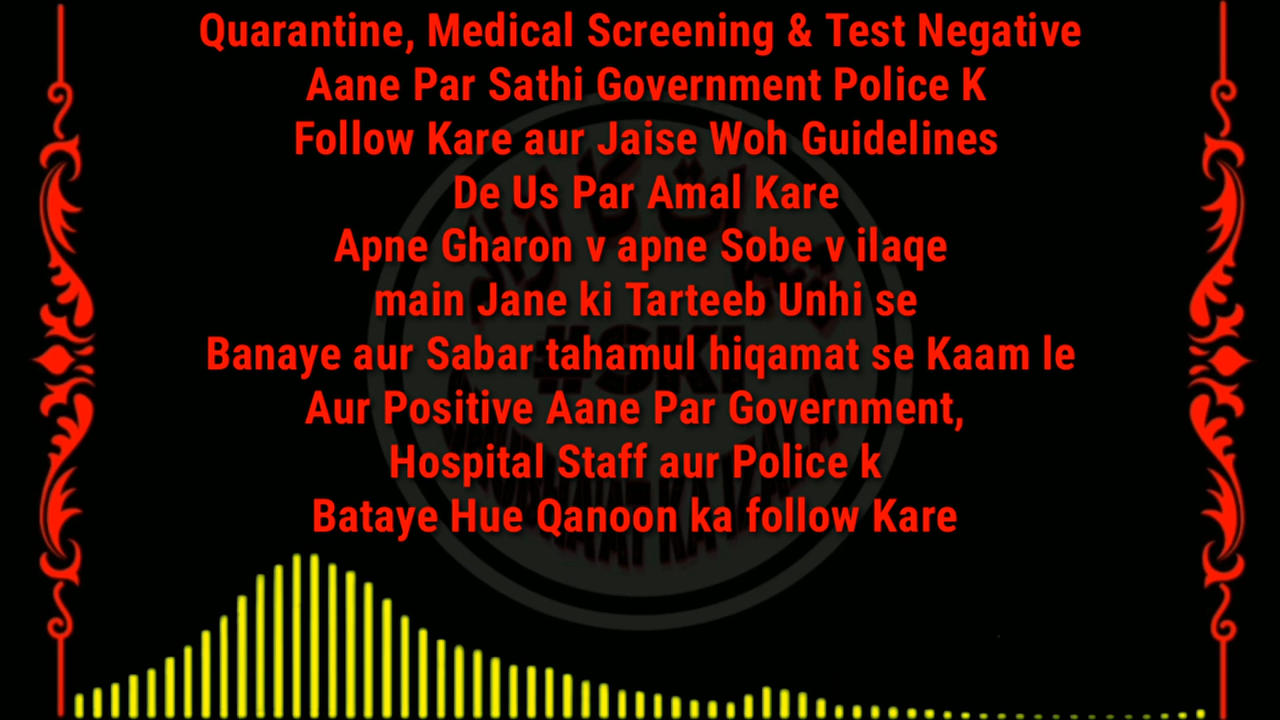 Quarantine, Medical Screening & Test Negative
Aane Par Sathi Government Police K
Follow Kare aur Jaise Woh Guidelines
De Us Par Amal Kare
Apne Gharon v apne Sobe v ilaqe
main Jane ki Tarteeb Unhi se
Banaye aur Sabar tahamul hiqamat se Kaam le
Aur Positive Aane Par Government,
Hospital Staff aur Police k
Bataye Hue Qanoon ka follow Kare
#SKI